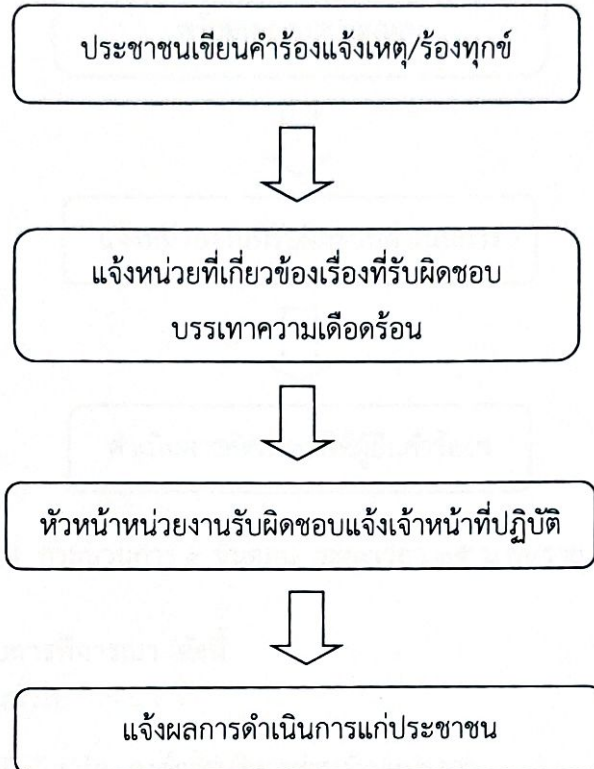 ประชาชนเขียนคำร้องแจ้งเหตุ/ร้องทุกข์
แจ้งหน่วยที่เกี่ยวข้องเรื่องที่รับผิดชอบ
บรรเทาความเดือดร้อน
หัวหน้าหน่วยงานรับผิดชอบแจ้งเจ้าหน้าที่ปฏิบัติ
แจ้งผลการดำเนินการแก่ประชาชน